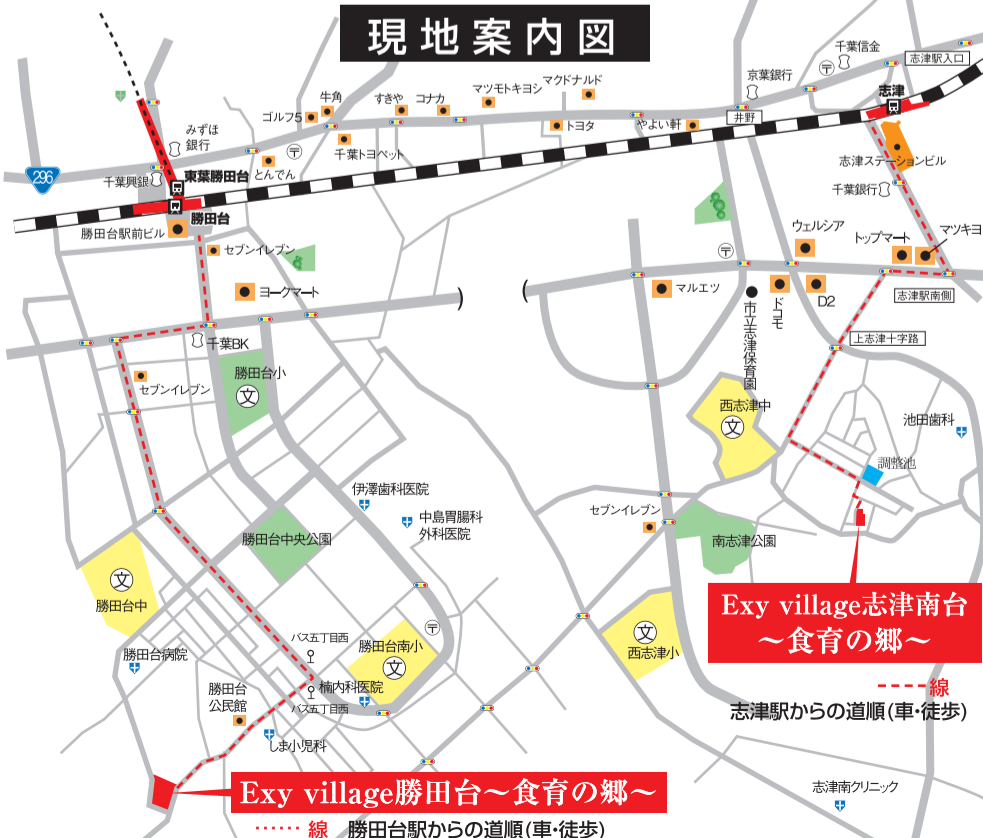 現地案内図
千葉信金
〒
志津駅入口
京葉銀行
志津
マクドナルド
マツモトキヨシ
コナカ
すきや
牛角
ゴルフ5
井野
やよい軒
トヨタ
千葉トヨペット
〒
とんでん
みずほ
銀行
296
千葉興銀
東葉勝田台
勝田台
勝田台駅前ビル
志津ステーションビル
千葉銀行
セブンイレブン
ヨークマート
〒
ウェルシア
トップマート
マツキヨ
マルエツ
市立志津保育園
ドコモ
D2
志津駅南側
上志津十字路
千葉BK
セブンイレブン
勝田台小
文
西志津中
文
池田歯科
調整池
伊澤歯科医院
中島胃腸科
外科医院
セブンイレブン
南志津公園
勝田台中央公園
文
勝田台中
Exy village志津南台
～食育の郷～
〒
バス五丁目西
勝田台南小
文
文
西志津小
勝田台病院
楠内科医院
バス五丁目西
勝田台
公民館
しま小児科
線
志津駅からの道順(車・徒歩)
志津南クリニック
Exy village勝田台～食育の郷～
線 勝田台駅からの道順(車・徒歩)